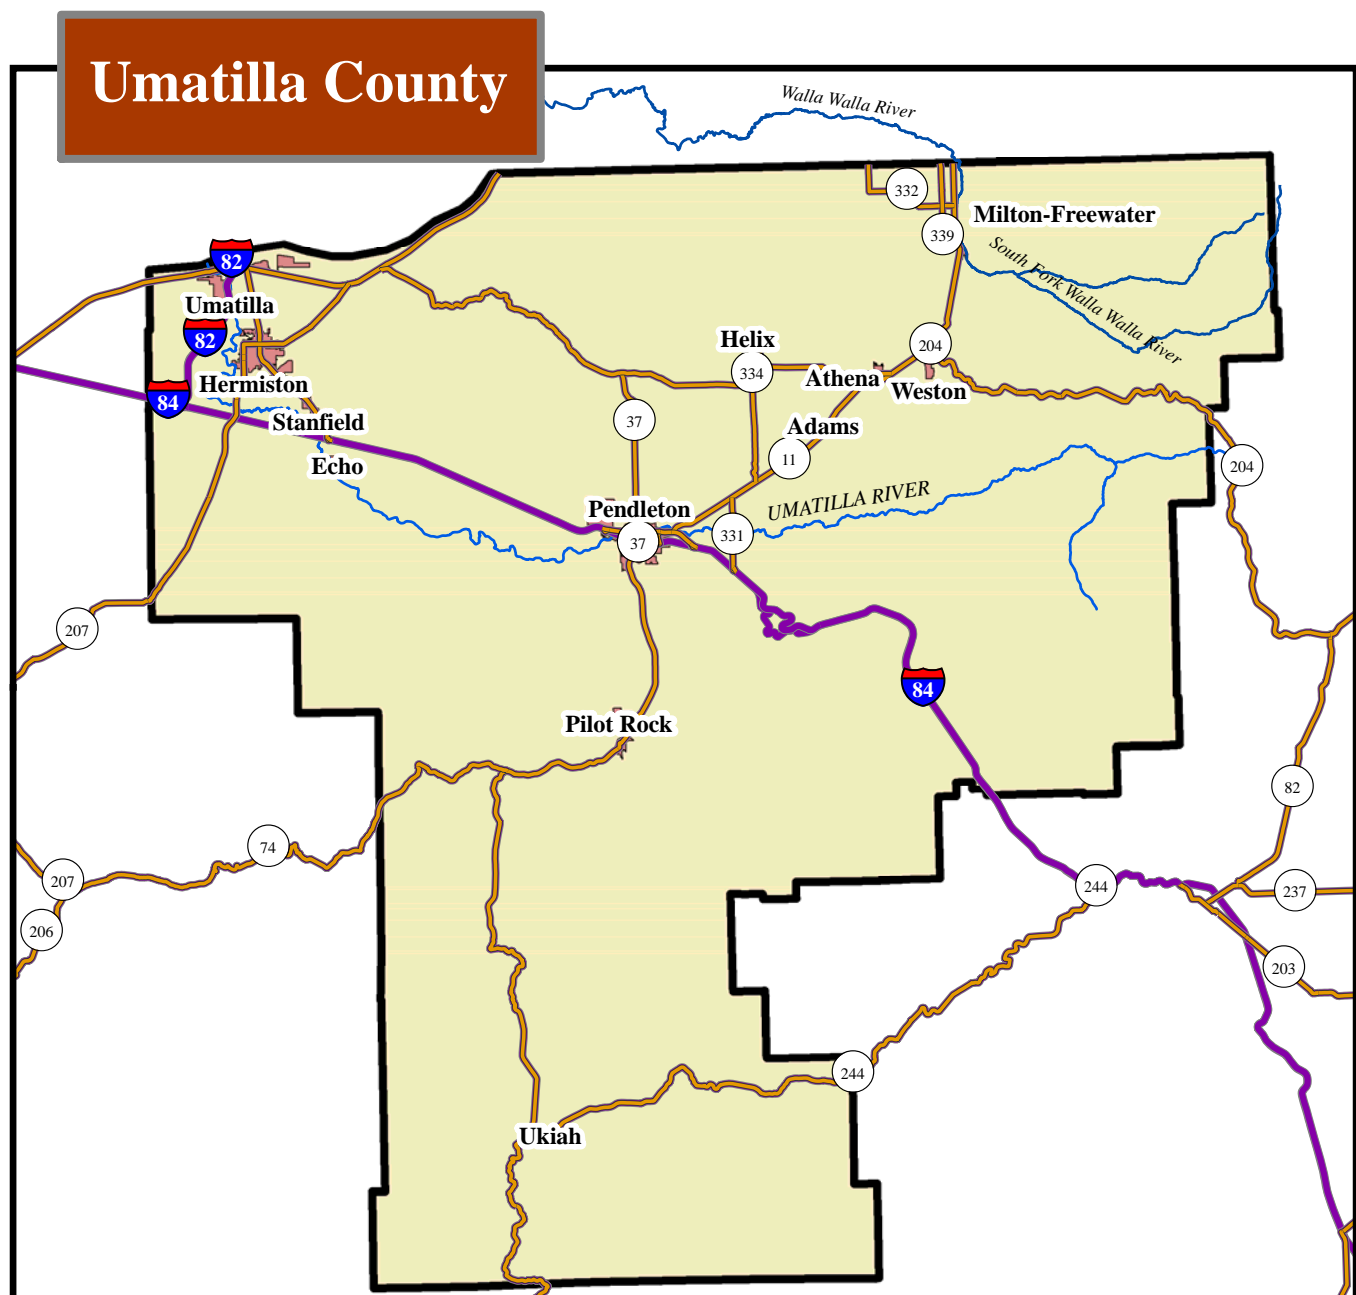 Umatilla County
Walla Walla River
332
Milton-Freewater
339
South Fork Walla Walla River
82
Umatilla
82
Helix
204
334
Athena
Weston
Hermiston
84
Stanfield
37
Adams
11
Echo
204
UMATILLA RIVER
Pendleton
37
331
207
84
Pilot Rock
82
74
207
244
237
206
203
244
Ukiah